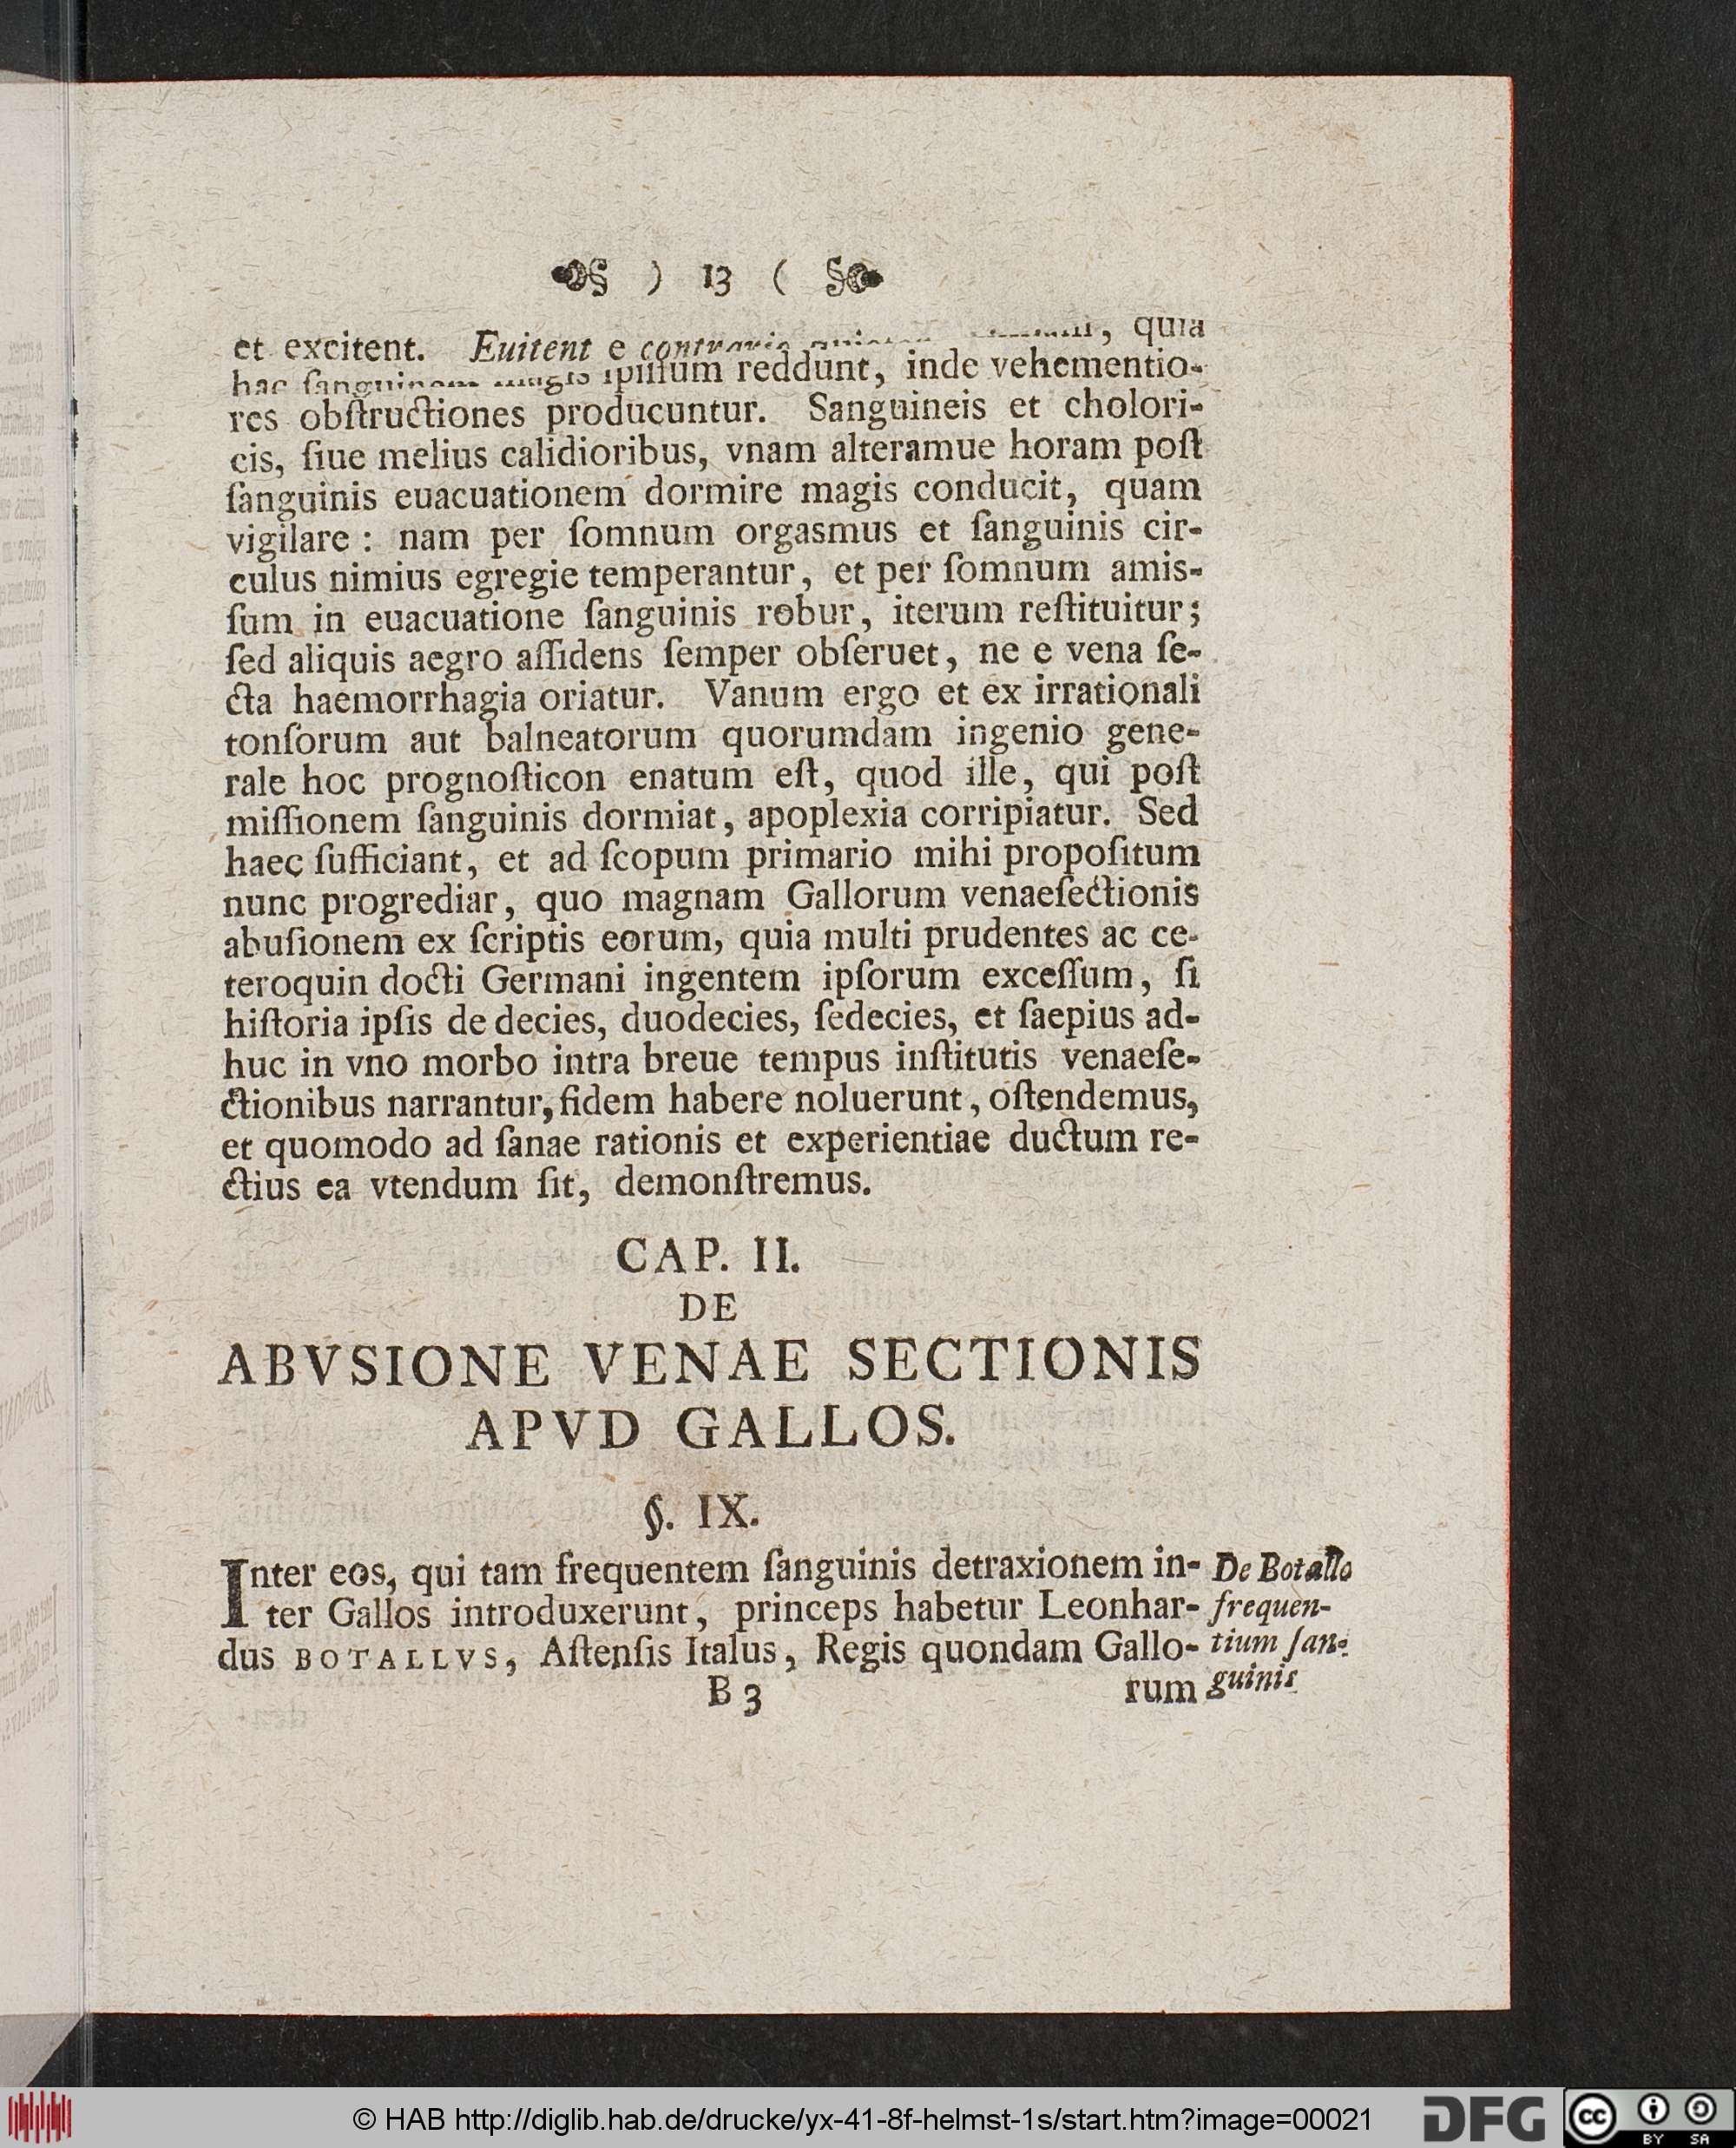 ) 13 (
et excitent. Euitent e contrario , quia
hac sanguinem magis spissum reddunt, inde vehementio-
res obſtructiones producuntur. Sanguineis et cholori-
cis, ſiue melius calidioribus, vnam alteramue horam poſt
ſanguinis euacuationem dormire magis conducit, quam
vigilare : nam per ſomnum orgasmus et ſanguinis cir-
culus nimius egregie temperantur, et per ſomnum amis-
ſum in euacuatione ſanguinis robur, iterum reſtituitur;
ſed aliquis aegro aſſidens ſemper obſeruet, ne e vena ſe-
cta haemorrhagia oriatur. Vanum ergo et ex irrationali
tonſorum aut balneatorum quorumdam ingenio gene-
rale hoc prognoſticon enatum eſt, quod ille, qui poſt
miſſionem ſanguinis dormiat, apoplexia corripiatur. Sed
haec ſufficiant, et ad ſcopum primario mihi propoſitum
nunc progrediar, quo magnam Gallorum venaeſectionis
abuſionem ex ſcriptis eorum, quia multi prudentes ac ce-
teroquin docti Germani ingentem ipſorum exceſſum, ſi
hiſtoria ipſis de decies, duodecies, ſedecies, et ſaepius ad-
huc in vno morbo intra breue tempus inſtitutis venaeſe-
ctionibus narrantur, fidem habere noluerunt, oſtendemus,
et quomodo ad ſanae rationis et experientiae ductum re-
ctius ea vtendum ſit, demonſtremus.
CAP. II.
DE
ABVSIONE VENAE SECTIONIS
APVD GALLOS.
§. IX.
Inter eos, qui tam frequentem ſanguinis detraxionem in-
ter Gallos introduxerunt, princeps habetur Leonhar-
dus BOTALLVS, Aſtenſis Italus, Regis quondam Gallo-
B 3 rum
De Botallo
frequen-
tium ſan-
guinis
© HAB http://diglib.hab.de/drucke/yx-41-8f-helmst-1s/start.htm?image=00021
DFG
cc BY SA